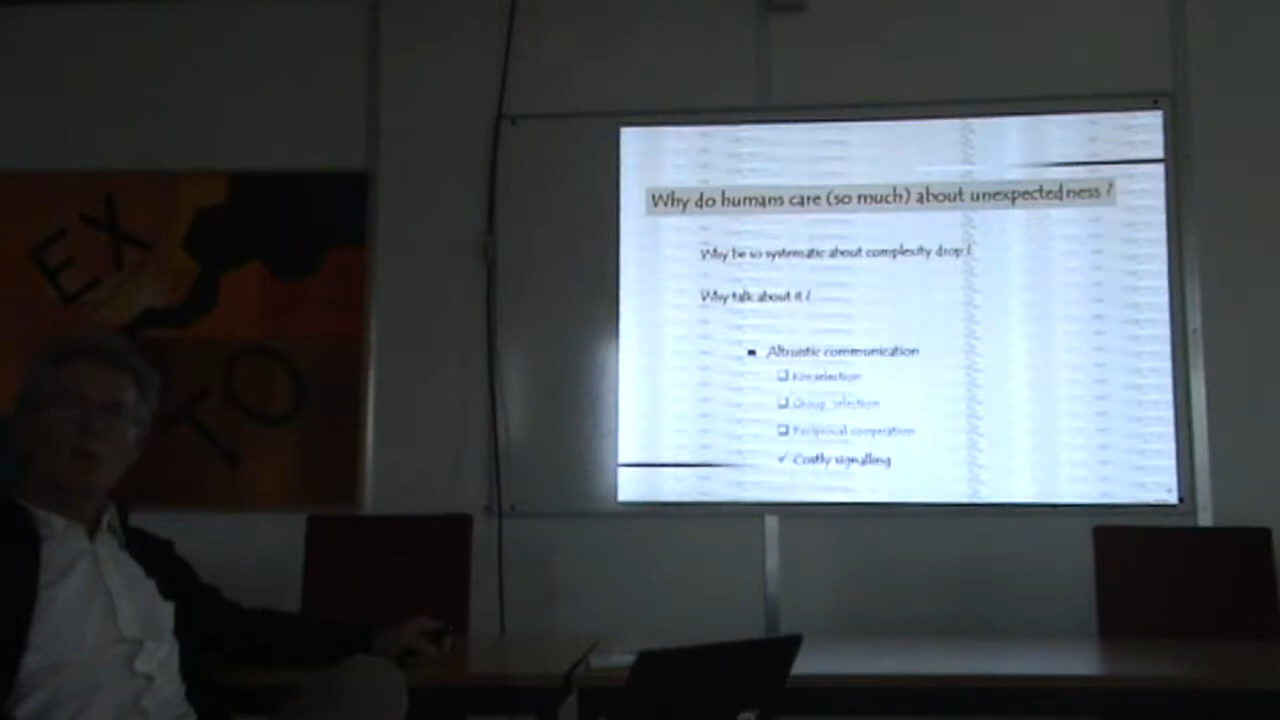 EX
TO
Why do humans care (so much) about unexpectedness ?
Why be so systematic about complexity drop ?
Why talk about it ?
Altruistic communication
Kin selection
Group selection
Reciprocal cooperation
✓ Costly signalling